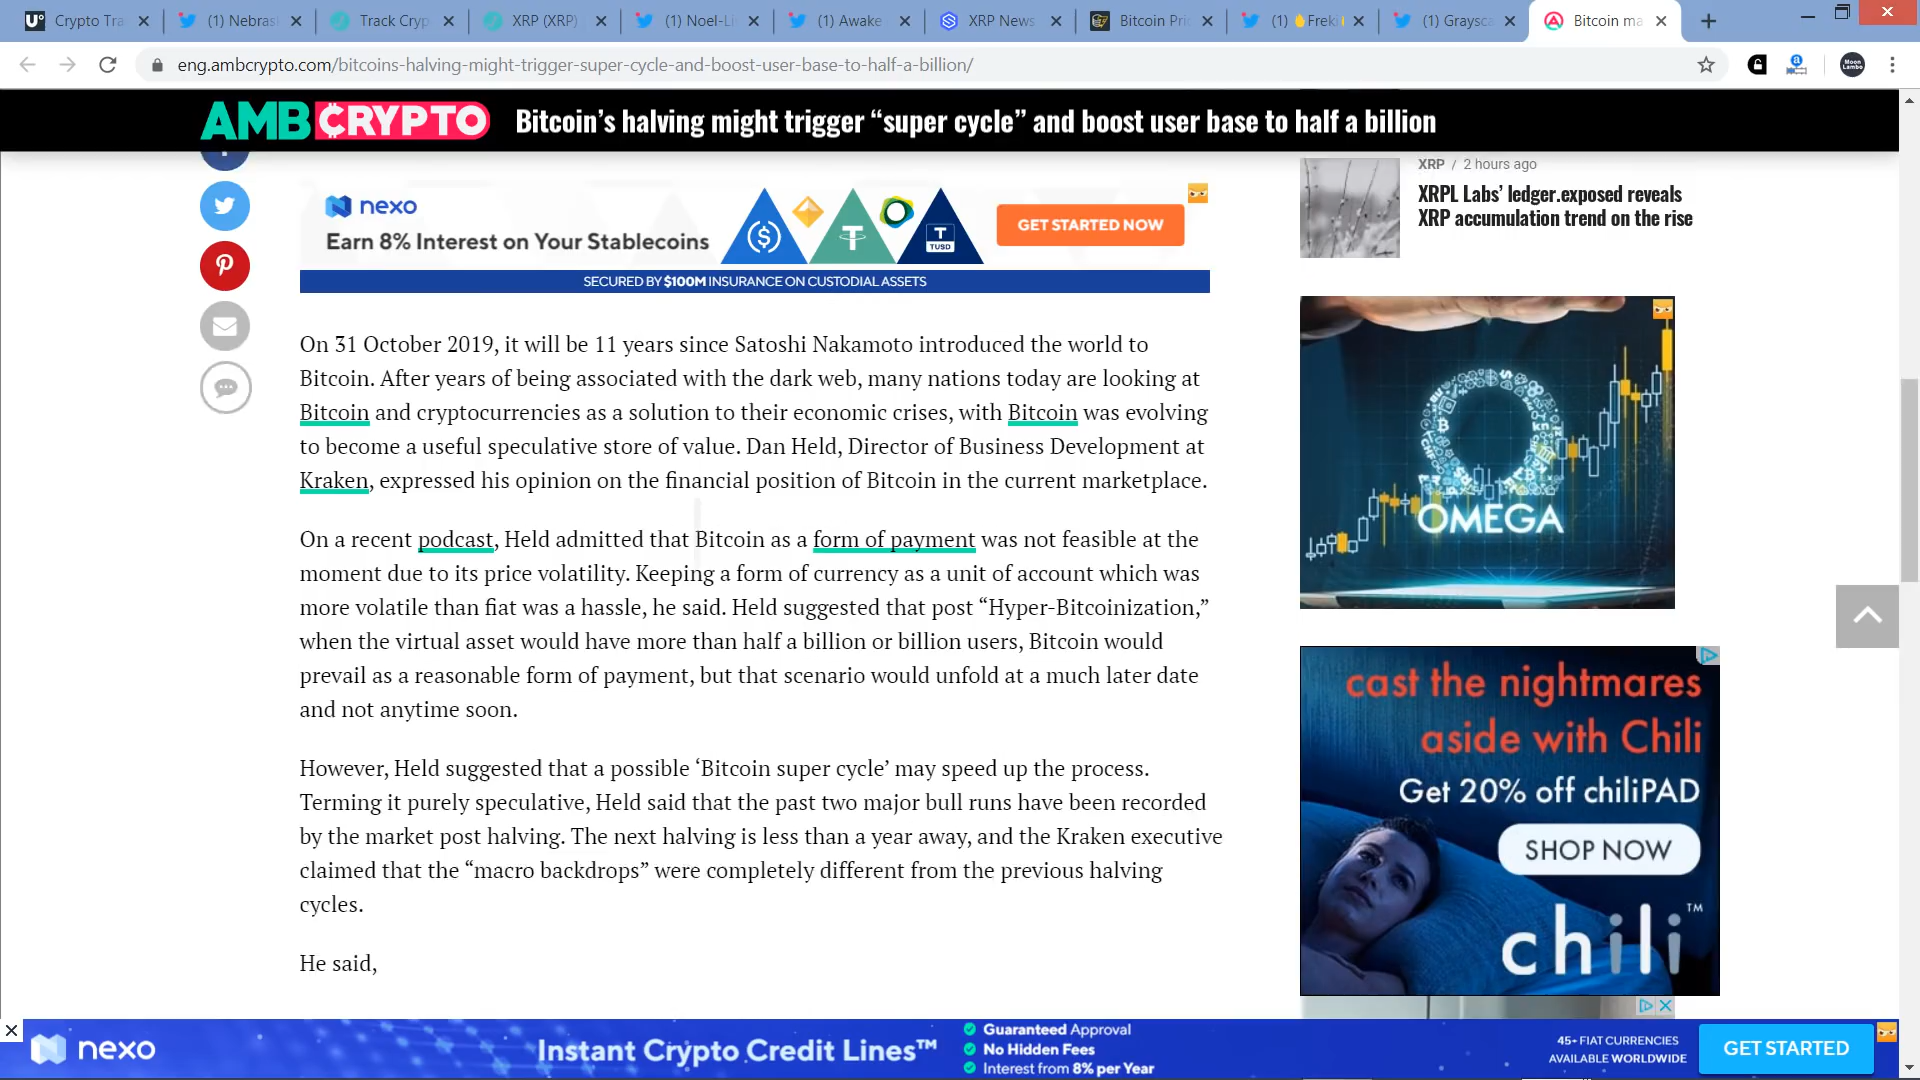 Crypto Tra
(1) Nebras
Track Cryp
XRP (XRP)
(1) Noel-Li
(1) Awake
XRP News
Bitcoin Pric
(1) 🔥Frek
(1) Graysca
Bitcoin ma
eng.ambcrypto.com/bitcoins-halving-might-trigger-super-cycle-and-boost-user-base-to-half-a-billion/
AMBCRYPTO
Bitcoin’s halving might trigger “super cycle” and boost user base to half a billion
nexo
Earn 8% Interest on Your Stablecoins
TUSD
GET STARTED NOW
SECURED BY $100M INSURANCE ON CUSTODIAL ASSETS
XRP / 2 hours ago
XRPL Labs’ ledger.exposed reveals
XRP accumulation trend on the rise
On 31 October 2019, it will be 11 years since Satoshi Nakamoto introduced the world to
Bitcoin. After years of being associated with the dark web, many nations today are looking at
Bitcoin and cryptocurrencies as a solution to their economic crises, with Bitcoin was evolving
to become a useful speculative store of value. Dan Held, Director of Business Development at
Kraken, expressed his opinion on the financial position of Bitcoin in the current marketplace.
On a recent podcast, Held admitted that Bitcoin as a form of payment was not feasible at the
moment due to its price volatility. Keeping a form of currency as a unit of account which was
more volatile than fiat was a hassle, he said. Held suggested that post “Hyper-Bitcoinization,”
when the virtual asset would have more than half a billion or billion users, Bitcoin would
prevail as a reasonable form of payment, but that scenario would unfold at a much later date
and not anytime soon.
However, Held suggested that a possible ‘Bitcoin super cycle’ may speed up the process.
Terming it purely speculative, Held said that the past two major bull runs have been recorded
by the market post halving. The next halving is less than a year away, and the Kraken executive
claimed that the “macro backdrops” were completely different from the previous halving
cycles.
He said,
OMEGA
cast the nightmares
aside with Chili
Get 20% off chiliPAD
SHOP NOW
chili™
nexo
Instant Crypto Credit Lines™
Guaranteed Approval
No Hidden Fees
Interest from 8% per Year
45+ FIAT CURRENCIES
AVAILABLE WORLDWIDE
GET STARTED